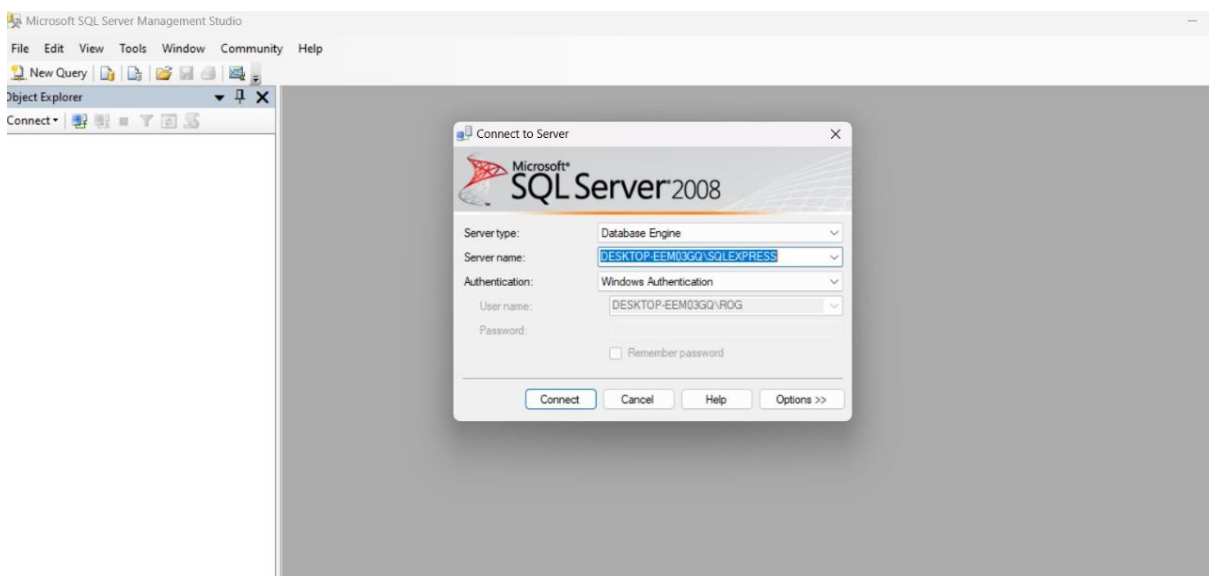 Microsoft SQL Server Management Studio
File Edit View Tools Window Community Help
New Query
Object Explorer
Connect
Connect to Server
Microsoft®
SQL Server 2008
Server type: Database Engine
Server name: DESKTOP-EEM03GQ\SQLEXPRESS
Authentication: Windows Authentication
User name: DESKTOP-EEM03GQ\ROG
Password:
Remember password
Connect Cancel Help Options >>